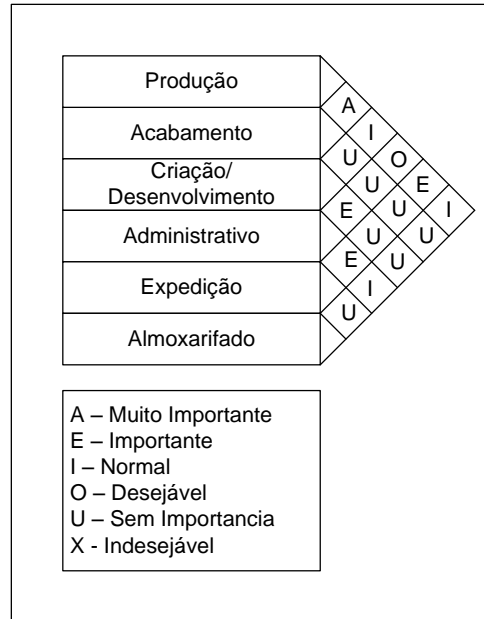 Produção
A
Acabamento I
U O
Criação/
U E
Desenvolvimento
E U I
Administrativo U U
E U
Expedição I
U
Almoxarifado
A – Muito Importante
E – Importante
I – Normal
O – Desejável
U – Sem Importancia
X - Indesejável